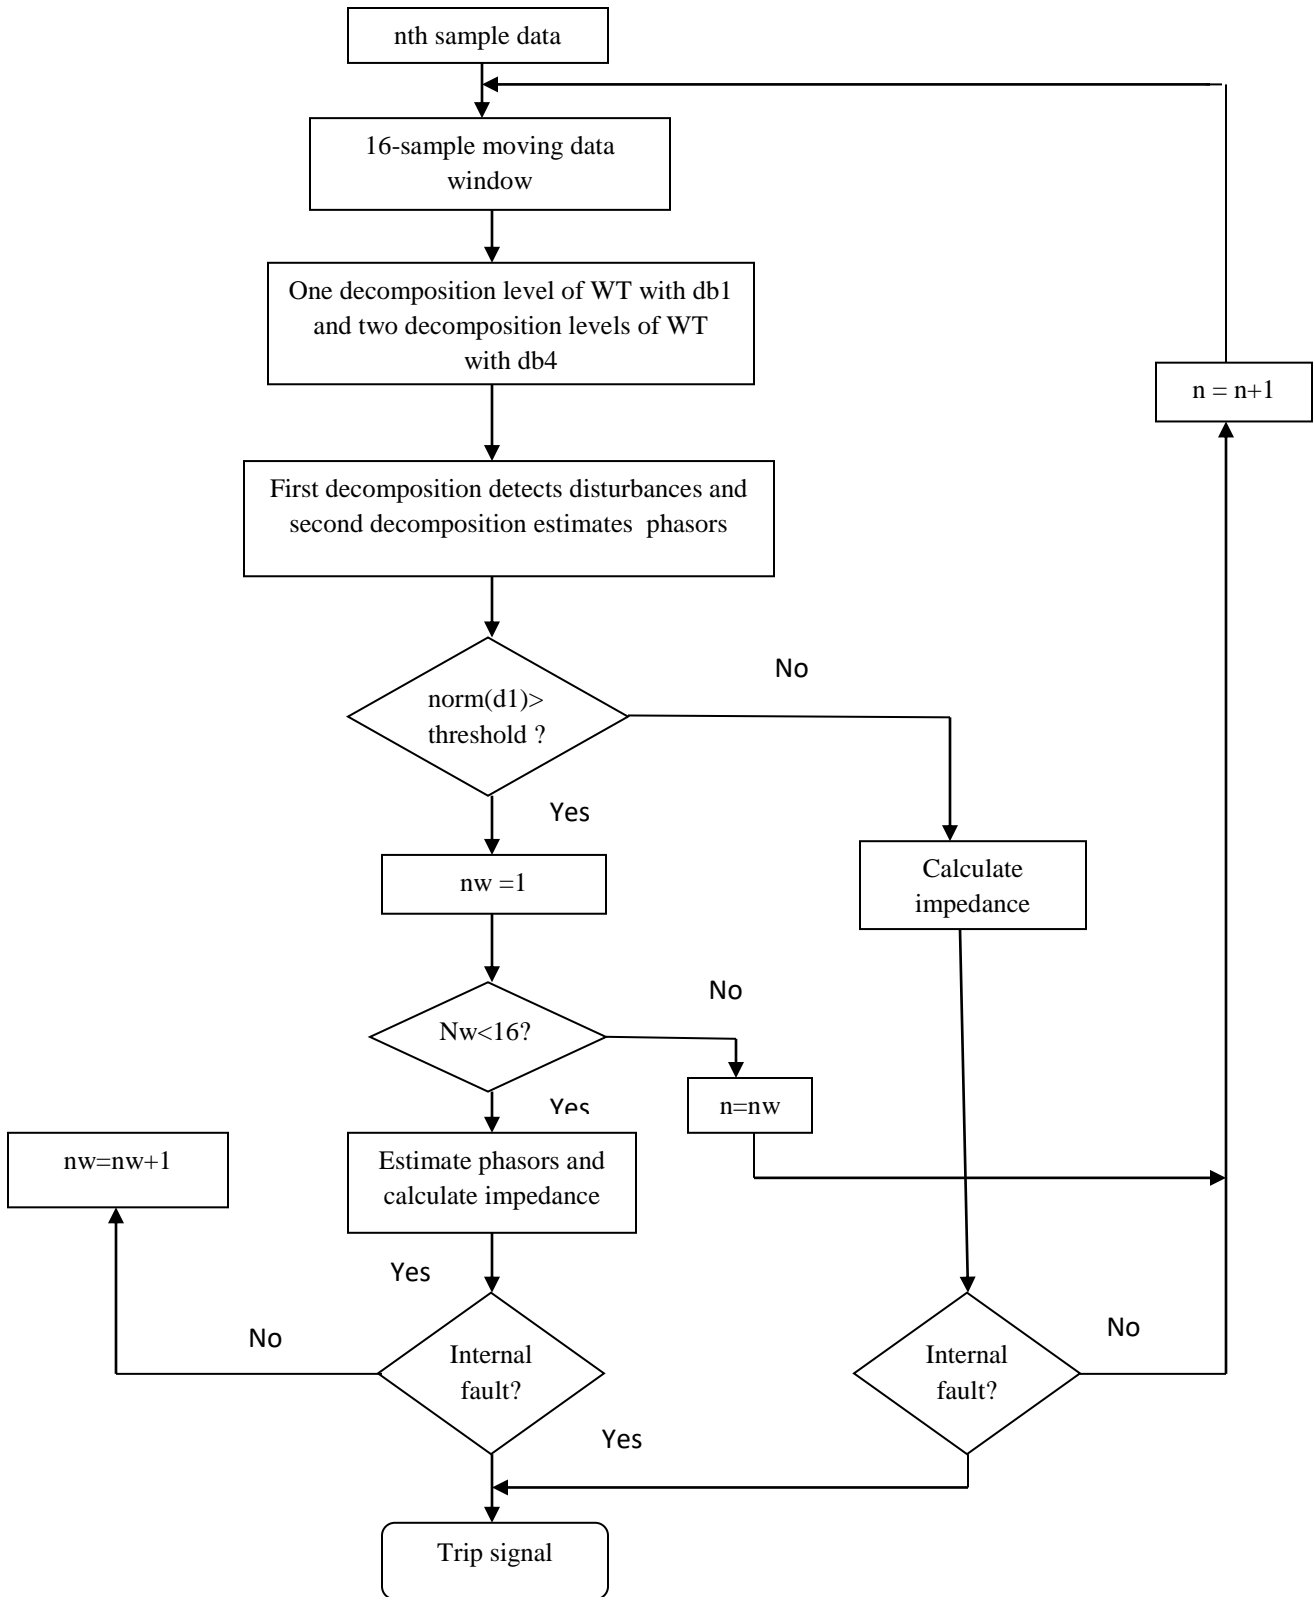 nth sample data
16-sample moving data
window
One decomposition level of WT with db1
and two decomposition levels of WT
with db4
n = n+1
First decomposition detects disturbances and
second decomposition estimates phasors
No
norm(d1)>
threshold ?
Yes
nw =1
Calculate
impedance
No
Nw<16?
Yes
n=nw
nw=nw+1
Estimate phasors and
calculate impedance
Yes
No
Internal
fault?
Internal
fault?
No
Yes
Trip signal